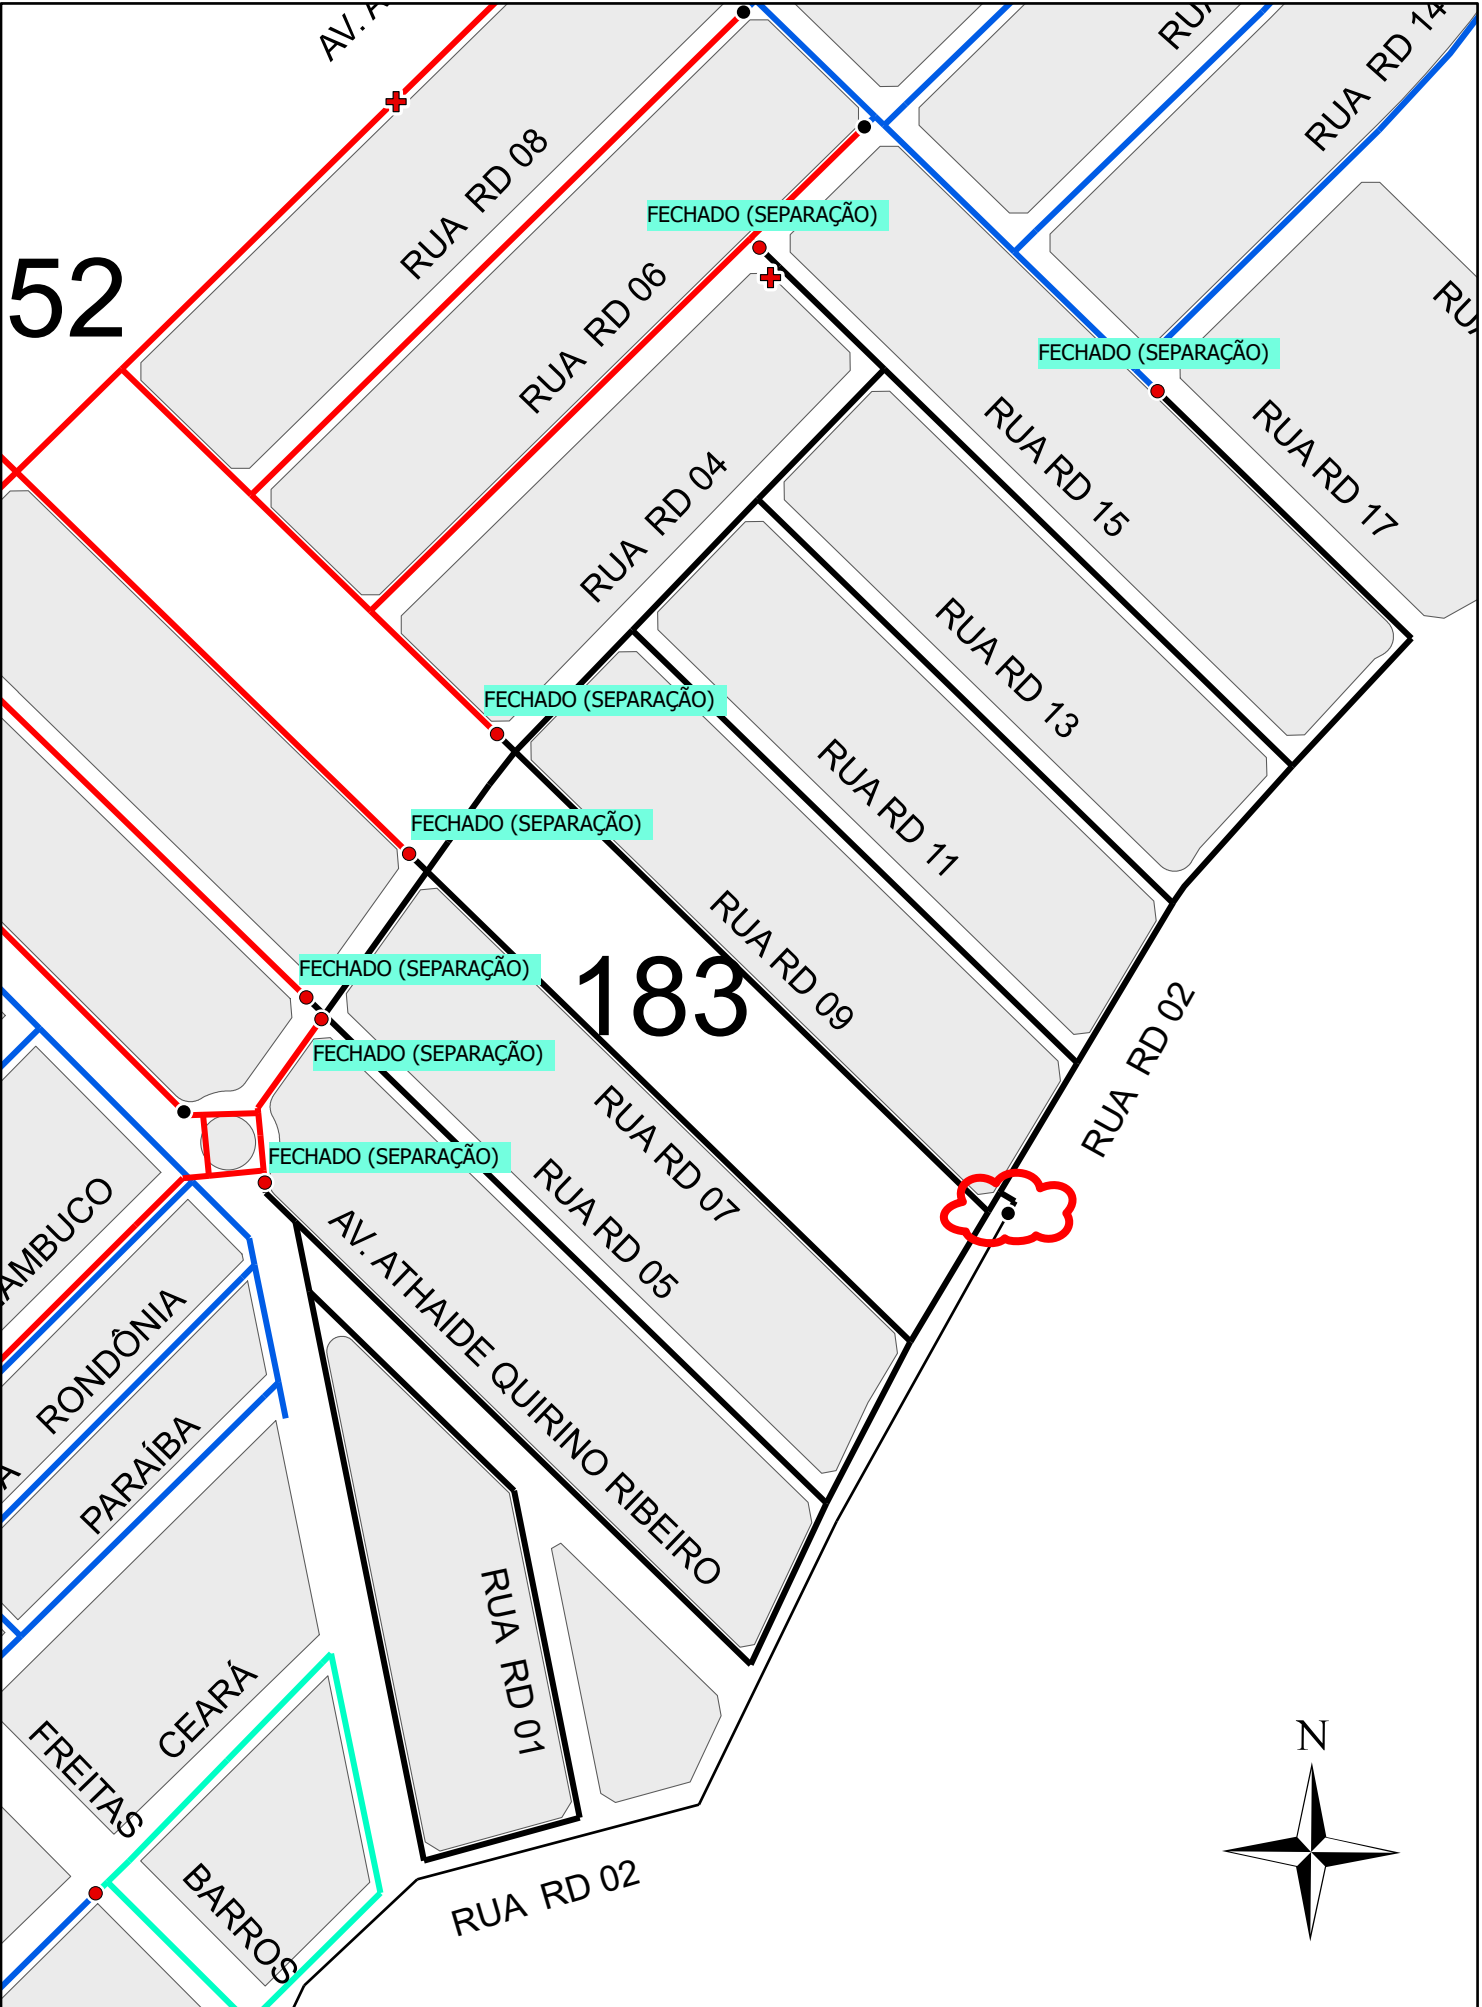 AV. A
RUA
RUA RD 14
RUA RD 08
FECHADO (SEPARAÇÃO)
52
RUA RD 06
FECHADO (SEPARAÇÃO)
RUA RD 15
RUA RD 17
RUA RD 04
RUA RD 13
FECHADO (SEPARAÇÃO)
RUA RD 11
FECHADO (SEPARAÇÃO)
RUA RD 09
FECHADO (SEPARAÇÃO)
183
FECHADO (SEPARAÇÃO)
RUA RD 02
RUA RD 07
FECHADO (SEPARAÇÃO)
RUA RD 05
AMBUCO
AV. ATHAIDE QUIRINO RIBEIRO
RONDÔNIA
PARAÍBA
RUA RD 01
CEARÁ
FREITAS
BARROS
RUA RD 02
N